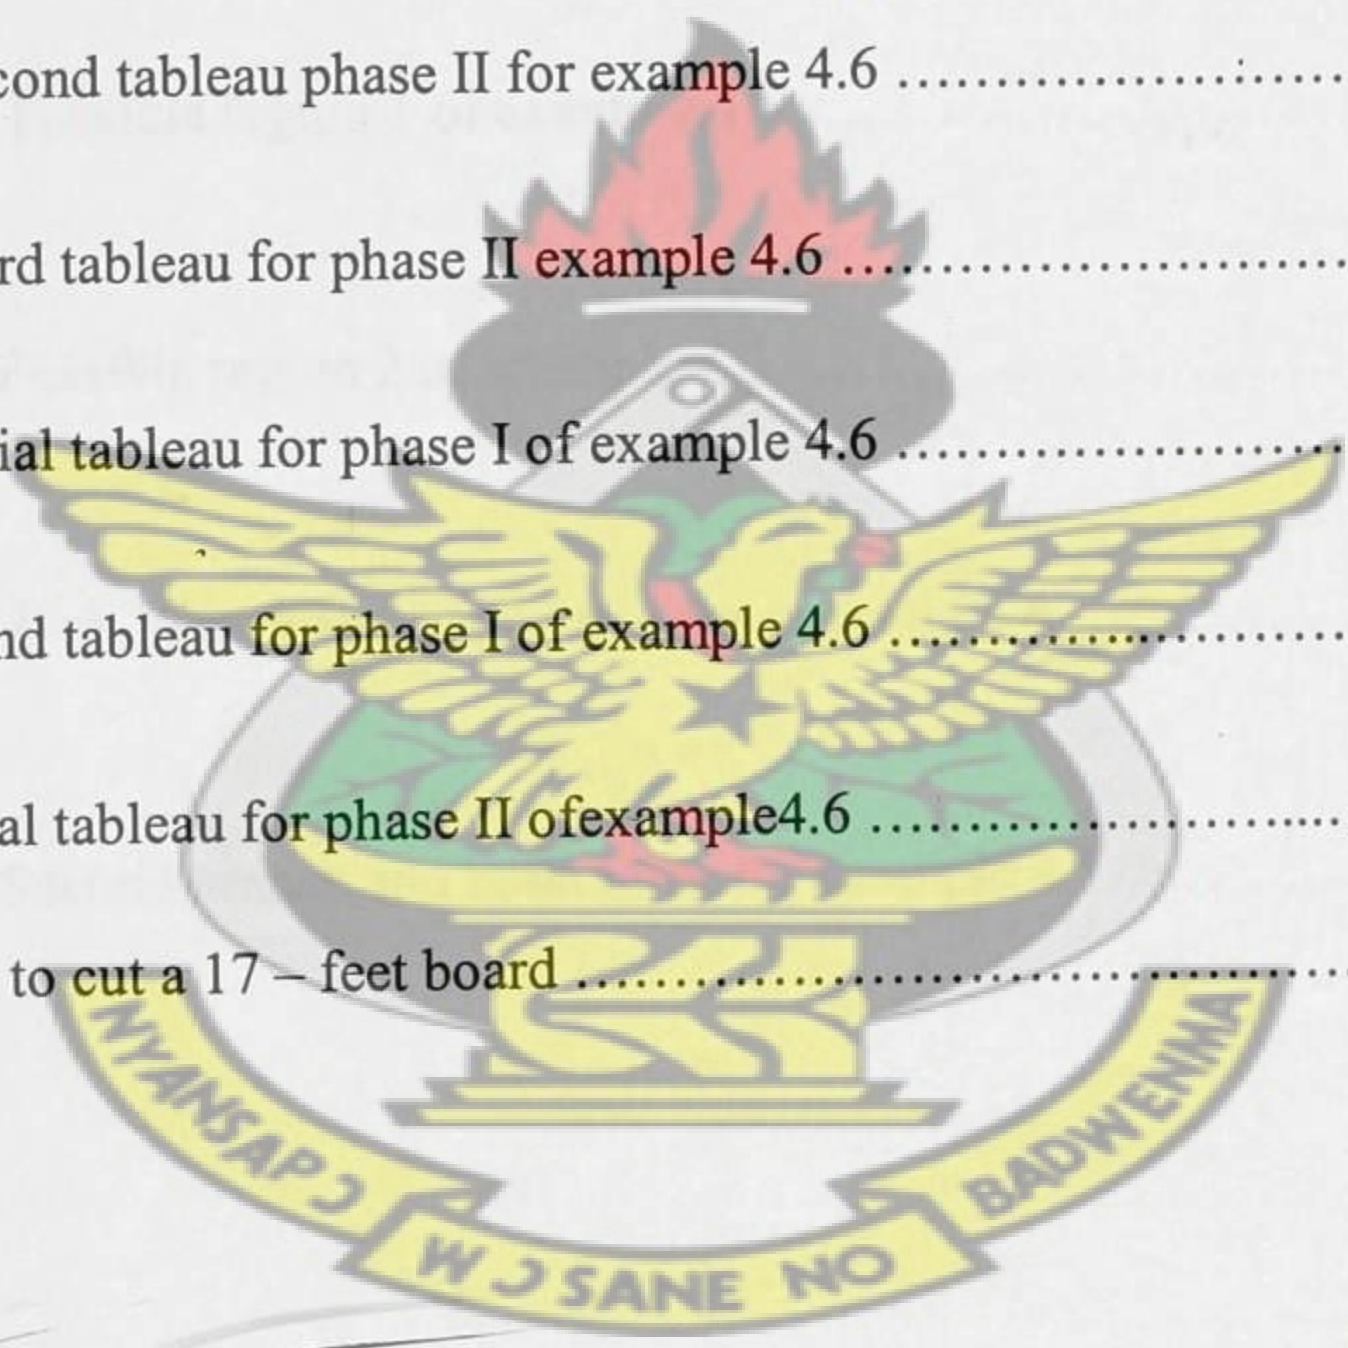 cond tableau phase II for example 4.6 ........................
rd tableau for phase II example 4.6 ..........................
ial tableau for phase I of example 4.6 .......................
nd tableau for phase I of example 4.6 ........................
al tableau for phase II ofexample4.6 .........................
to cut a 17 – feet board .......................................
NYANSAPƆ
WƆSANE NO
BADWENMA